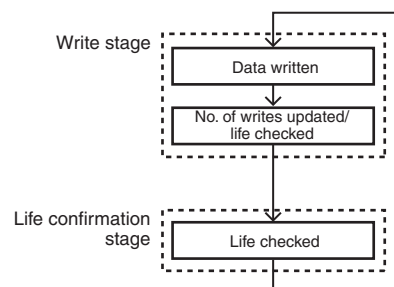 Write stage
Data written
No. of writes updated/
life checked
Life confirmation
stage
Life checked